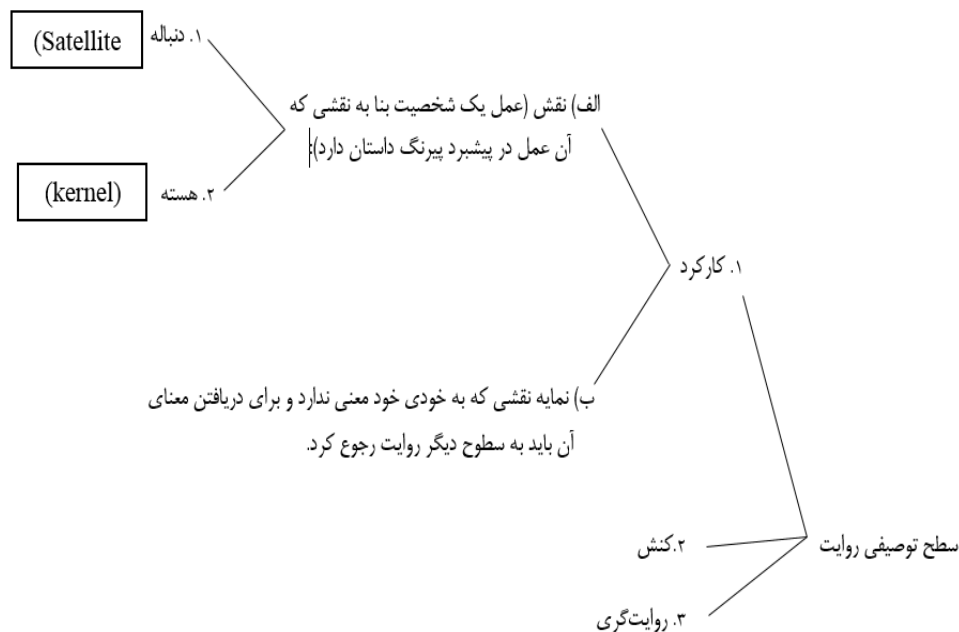 ۱. دنباله (Satellite
الف) نقش (عمل یک شخصیت بنا به نقشی که
آن عمل در پیشبرد پیرنگ داستان دارد):
۲. هسته (kernel)
۱. کارکرد
ب) نمایه نقشی که به خودی خود معنی ندارد و برای دریافتن معنای
آن باید به سطوح دیگر روایت رجوع کرد.
سطح توصیفی روایت
۲.کنش
۳. روایت‌گری